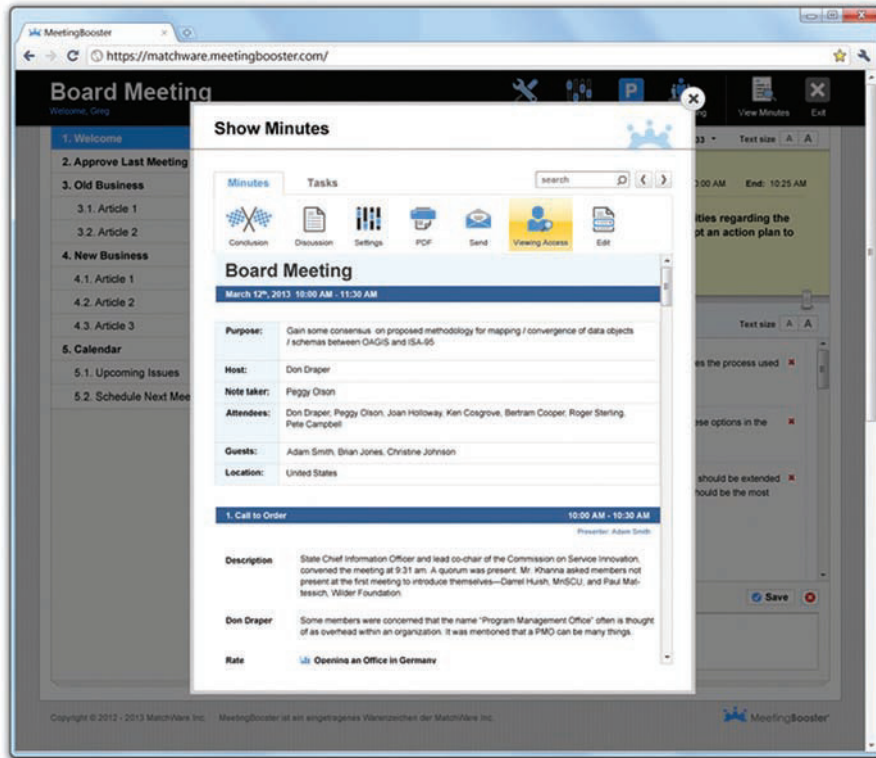 MeetingBooster
https://matchware.meetingbooster.com/
Board Meeting
Welcome, Greg
View Minutes
Exit
1. Welcome
2. Approve Last Meeting
3. Old Business
3.1. Article 1
3.2. Article 2
4. New Business
4.1. Article 1
4.2. Article 2
4.3. Article 3
5. Calendar
5.1. Upcoming Issues
5.2. Schedule Next Mee
Show Minutes
Minutes Tasks search
Conclusion Discussion Settings PDF Send Viewing Access Edit
Board Meeting
March 12th, 2013 10:00 AM - 11:30 AM
Purpose: Gain some consensus on proposed methodology for mapping / convergence of data objects
/ schemas between OAGIS and ISA-95
Host: Don Draper
Note taker: Peggy Olson
Attendees: Don Draper, Peggy Olson, Joan Holloway, Ken Cosgrove, Bertram Cooper, Roger Sterling,
Pete Campbell
Guests: Adam Smith, Brian Jones, Christine Johnson
Location: United States
1. Call to Order 10:00 AM - 10:30 AM
Presenter: Adam Smith
Description State Chief Information Officer and lead co-chair of the Commission on Service Innovation,
convened the meeting at 9:31 am. A quorum was present. Mr. Khanna asked members not
present at the first meeting to introduce themselves—Darrel Huish, MnSCU, and Paul Mat-
tessich, Wilder Foundation.
Don Draper Some members were concerned that the name "Program Management Office" often is thought
of as overhead within an organization. It was mentioned that a PMO can be many things.
Rate Opening an Office in Germany
33 Text size A A
End: 10:25 AM
ities regarding the
pt an action plan to
Text size A A
es the process used
ese options in the
should be extended
hould be the most
Save
Copyright © 2012 - 2013 MatchWare Inc. MeetingBooster ist ein eingetragenes Warenzeichen der MatchWare Inc.
MeetingBooster